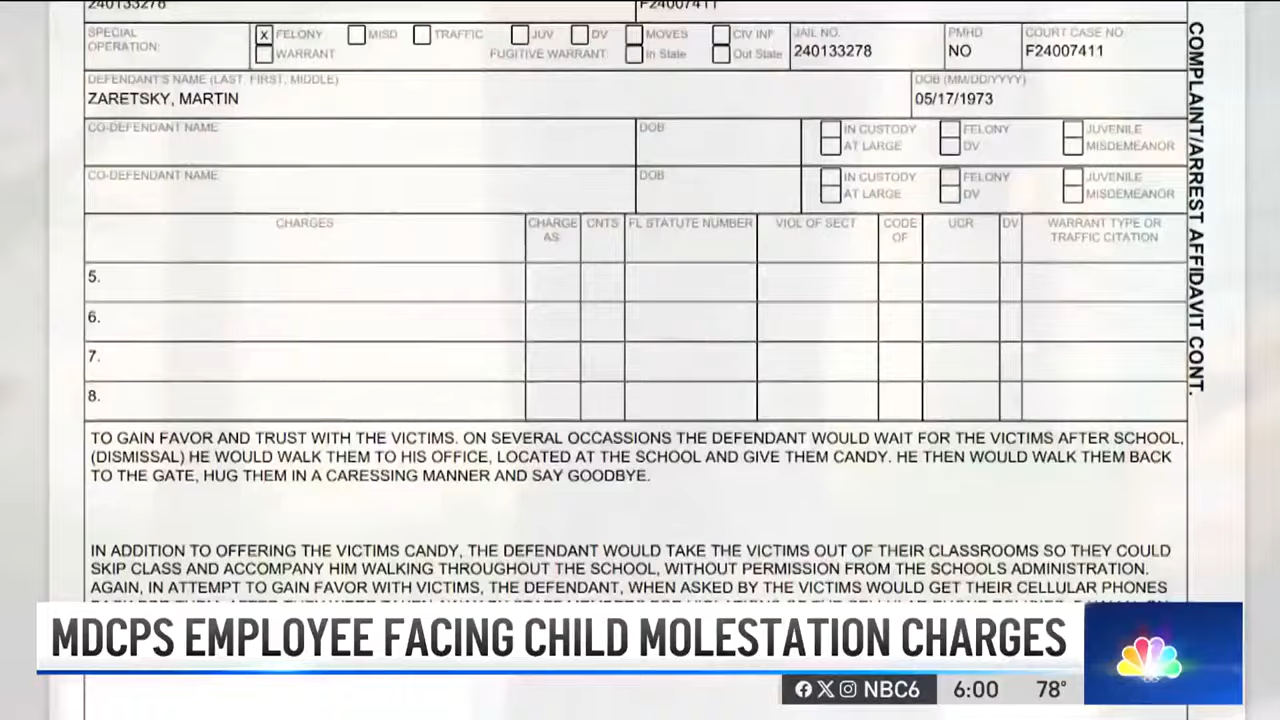 240133278 F24007411
SPECIAL OPERATION: X FELONY MISD TRAFFIC JUV DV MOVES CIV INF JAIL NO. PMHD COURT CASE NO
WARRANT FUGITIVE WARRANT: In State Out State 240133278 NO F24007411
DEFENDANT'S NAME (LAST, FIRST, MIDDLE) DOB (MM/DD/YYYY)
ZARETSKY, MARTIN 05/17/1973
CO-DEFENDANT NAME DOB IN CUSTODY FELONY JUVENILE
AT LARGE DV MISDEMEANOR
CO-DEFENDANT NAME DOB IN CUSTODY FELONY JUVENILE
AT LARGE DV MISDEMEANOR
CHARGES CHARGE AS: CNTS FL STATUTE NUMBER VIOL OF SECT CODE OF UCR DV WARRANT TYPE OR TRAFFIC CITATION
5.
6.
7.
8.
COMPLAINT/ARREST AFFIDAVIT CONT.
TO GAIN FAVOR AND TRUST WITH THE VICTIMS. ON SEVERAL OCCASSIONS THE DEFENDANT WOULD WAIT FOR THE VICTIMS AFTER SCHOOL,
(DISMISSAL) HE WOULD WALK THEM TO HIS OFFICE, LOCATED AT THE SCHOOL AND GIVE THEM CANDY. HE THEN WOULD WALK THEM BACK
TO THE GATE, HUG THEM IN A CARESSING MANNER AND SAY GOODBYE.
IN ADDITION TO OFFERING THE VICTIMS CANDY, THE DEFENDANT WOULD TAKE THE VICTIMS OUT OF THEIR CLASSROOMS SO THEY COULD
SKIP CLASS AND ACCOMPANY HIM WALKING THROUGHOUT THE SCHOOL, WITHOUT PERMISSION FROM THE SCHOOLS ADMINISTRATION.
AGAIN, IN ATTEMPT TO GAIN FAVOR WITH VICTIMS, THE DEFENDANT, WHEN ASKED BY THE VICTIMS WOULD GET THEIR CELLULAR PHONES
MDCPS EMPLOYEE FACING CHILD MOLESTATION CHARGES
NBC6 6:00 78°